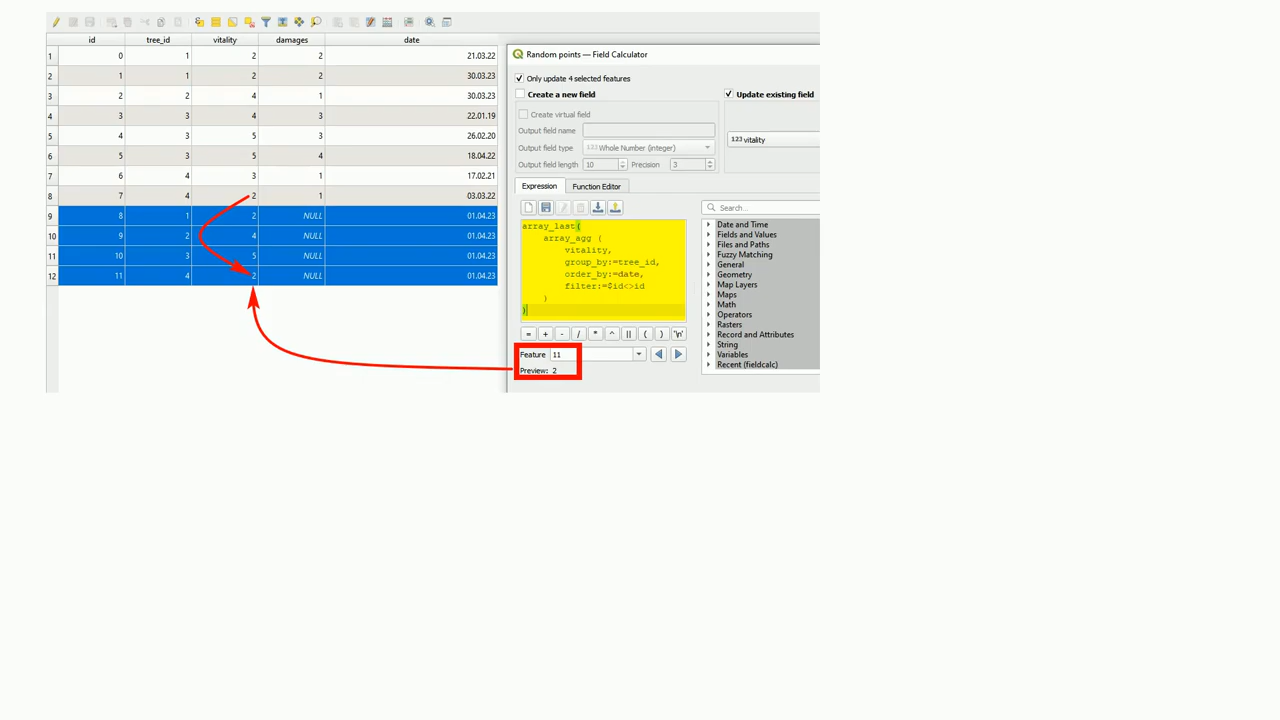 id tree_id vitality damages date
1 0 1 2 2 21.03.22
2 1 1 2 2 30.03.23
3 2 2 4 1 30.03.23
4 3 3 4 3 22.01.19
5 4 3 5 3 26.02.20
6 5 3 5 4 18.04.22
7 6 4 3 1 17.02.21
8 7 4 2 1 03.03.22
9 8 1 2 NULL 01.04.23
10 9 2 4 NULL 01.04.23
11 10 3 5 NULL 01.04.23
12 11 4 2 NULL 01.04.23
Random points — Field Calculator
Only update 4 selected features
Create a new field
Update existing field
Create virtual field
Output field name
123 vitality
Output field type 123 Whole Number (integer)
Output field length 10 Precision 3
Expression Function Editor
Search...
array_last(
array_agg (
vitality,
group_by:=tree_id,
order_by:=date,
filter:=$id<>id
)
)
= + - / * ^ || ( ) '\n'
Feature 11
Preview: 2
Date and Time
Fields and Values
Files and Paths
Fuzzy Matching
General
Geometry
Map Layers
Maps
Math
Operators
Rasters
Record and Attributes
String
Variables
Recent (fieldcalc)